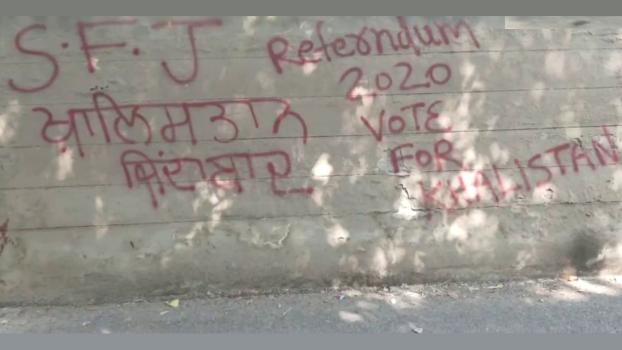 S.F.J
ਖਾਲਿਸਤਾਨ
ਜ਼ਿੰਦਾਬਾਦ
Referndum
2020
VOTE
FOR
KHALISTAN